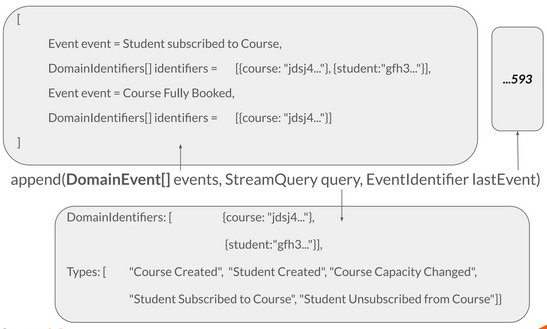 [
Event event = Student subscribed to Course,
DomainIdentifiers[] identifiers = [{course: "jdsj4..."}, {student:"gfh3..."}],
Event event = Course Fully Booked,
DomainIdentifiers[] identifiers = [{course: "jdsj4..."}]
]
...593
append(DomainEvent[] events, StreamQuery query, EventIdentifier lastEvent)
DomainIdentifiers: [ {course: "jdsj4..."},
{student:"gfh3..."}],
Types: [ "Course Created", "Student Created", "Course Capacity Changed",
"Student Subscribed to Course", "Student Unsubscribed from Course"]}